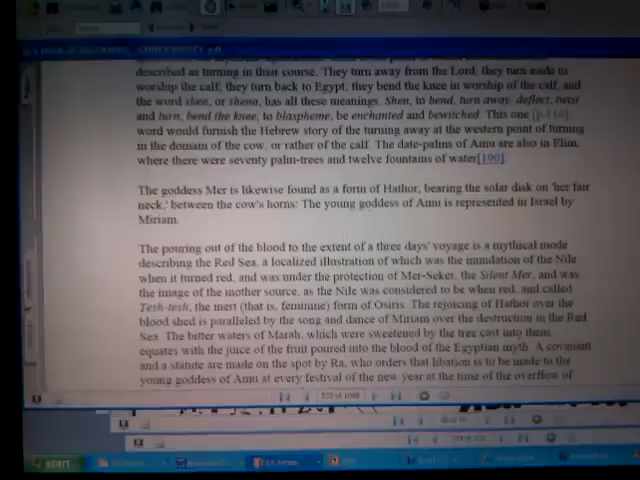 described as turning in their course. They turn away from the Lord, they turn aside to
worship the calf; they turn back to Egypt; they bend the knee in worship of the calf, and
the word shen, or shena, has all these meanings. Shen, to bend, turn away, deflect, twist
and turn, bend the knee, to blaspheme, be enchanted and bewitched. This one
word would furnish the Hebrew story of the turning away at the western point of turning
in the domain of the cow, or rather of the calf. The date-palms of Amu are also in Elim,
where there were seventy palm-trees and twelve fountains of water[190].
The goddess Mer is likewise found as a form of Hathor, bearing the solar disk on 'her fair
neck,' between the cow's horns: The young goddess of Amu is represented in Israel by
Miriam.
The pouring out of the blood to the extent of a three days' voyage is a mythical mode
describing the Red Sea, a localized illustration of which was the inundation of the Nile
when it turned red, and was under the protection of Mer-Seker, the Silent Mer, and was
the image of the mother source, as the Nile was considered to be when red, and called
Tesh-tesh, the inert (that is, feminine) form of Osiris. The rejoicing of Hathor over the
blood shed is paralleled by the song and dance of Miriam over the destruction in the Red
Sea. The bitter waters of Marah, which were sweetened by the tree cast into them,
equates with the juice of the fruit poured into the blood of the Egyptian myth. A covenant
and a statute are made on the spot by Ra, who orders that libation is to be made to the
young goddess of Amu at every festival of the new year at the time of the overflow of
start